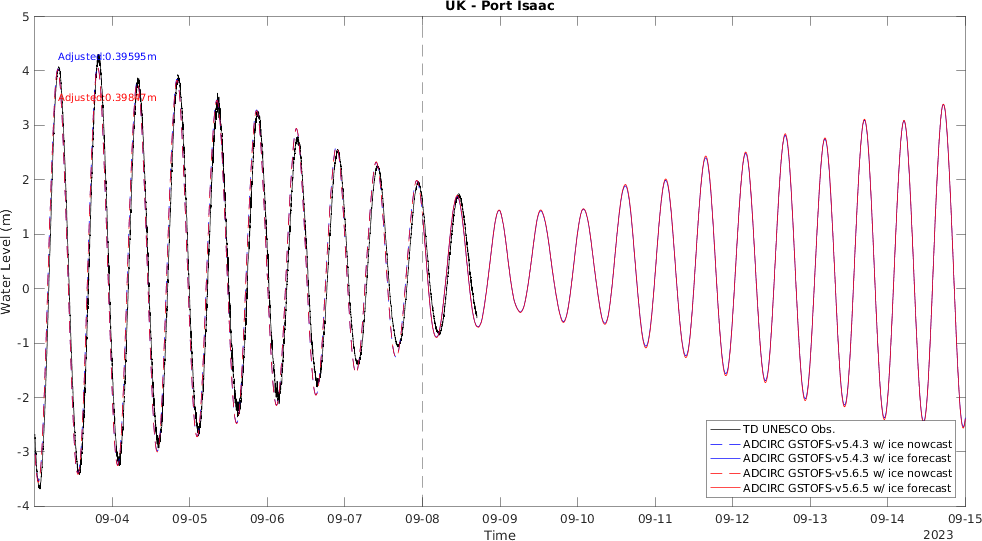 UK - Port Isaac
5
4
3
2
1
0
-1
-2
-3
-4
Water Level (m)
Adjusted:0.39595m
Adjusted:0.39847m
TD UNESCO Obs.
ADCIRC GSTOFS-v5.4.3 w/ ice nowcast
ADCIRC GSTOFS-v5.4.3 w/ ice forecast
ADCIRC GSTOFS-v5.6.5 w/ ice nowcast
ADCIRC GSTOFS-v5.6.5 w/ ice forecast
09-04 09-05 09-06 09-07 09-08 09-09 09-10 09-11 09-12 09-13 09-14 09-15
Time
2023